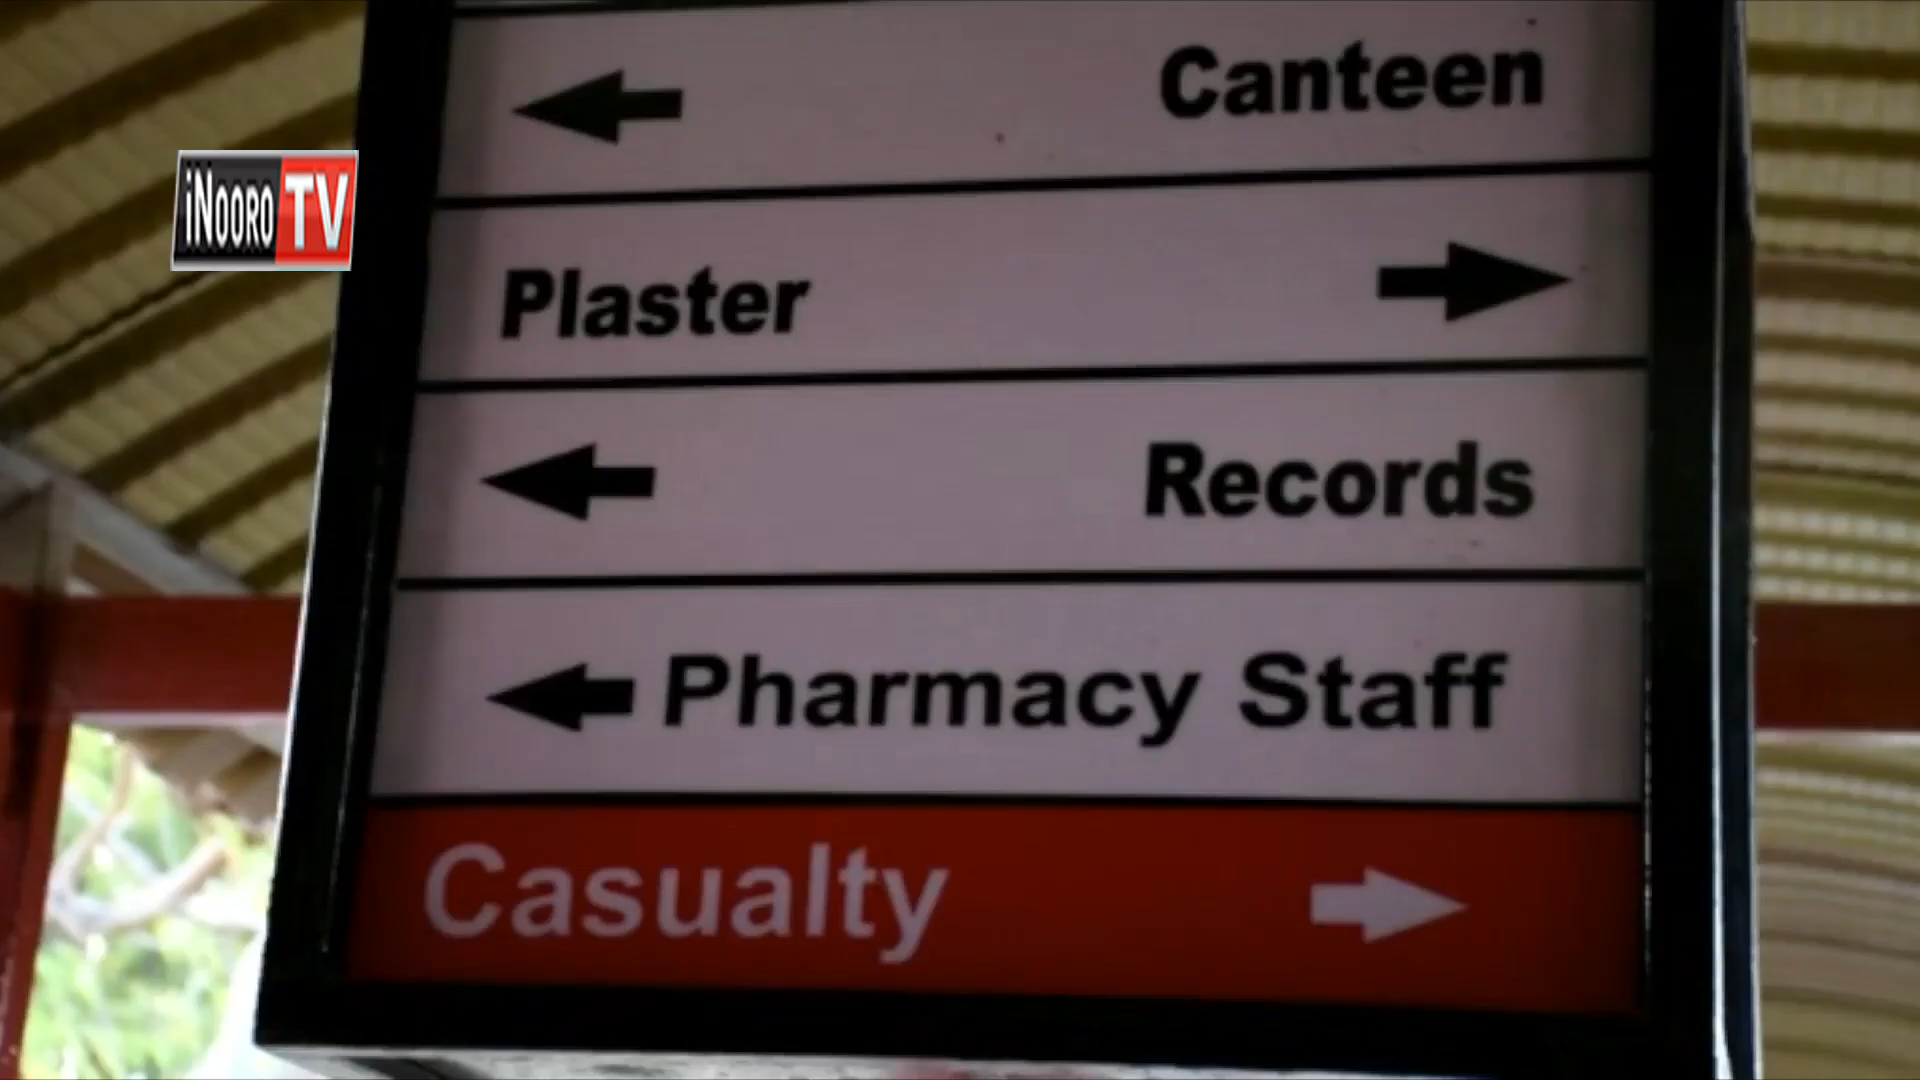 Canteen
iNOORO TV
Plaster
Records
Pharmacy Staff
Casualty